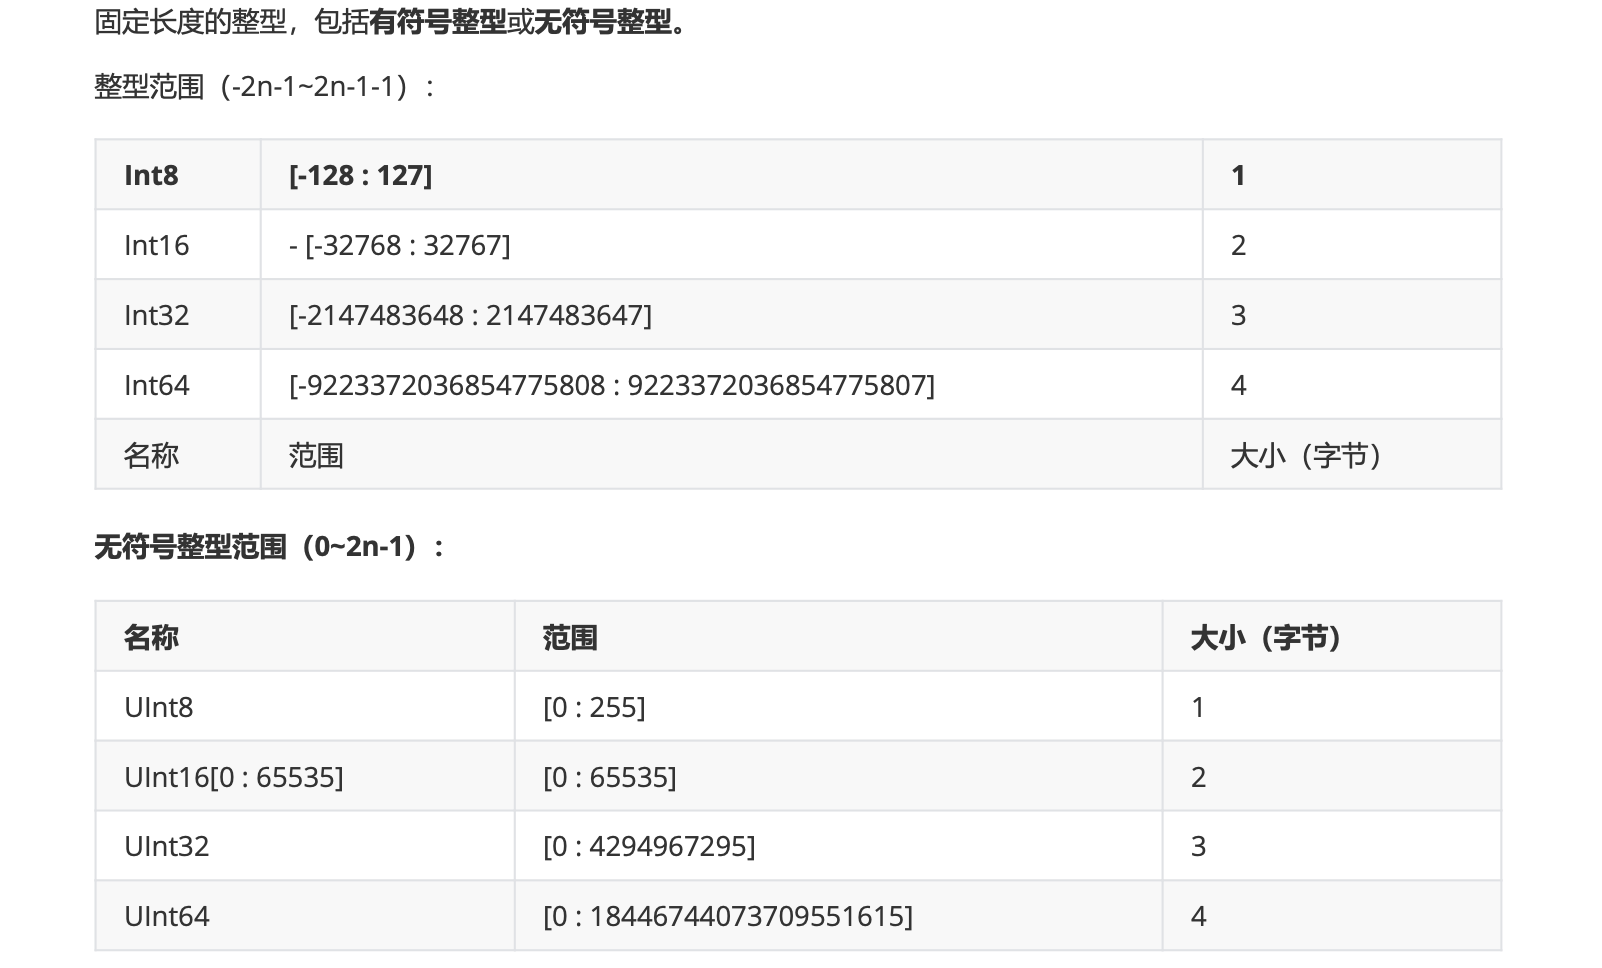 固定长度的整型，包括有符号整型或无符号整型。
整型范围（-2n-1~2n-1-1）：
Int8 [-128 : 127] 1
Int16 - [-32768 : 32767] 2
Int32 [-2147483648 : 2147483647] 3
Int64 [-9223372036854775808 : 9223372036854775807] 4
名称 范围 大小（字节）
无符号整型范围（0~2n-1）：
名称 范围 大小（字节）
UInt8 [0 : 255] 1
UInt16[0 : 65535] [0 : 65535] 2
UInt32 [0 : 4294967295] 3
UInt64 [0 : 18446744073709551615] 4